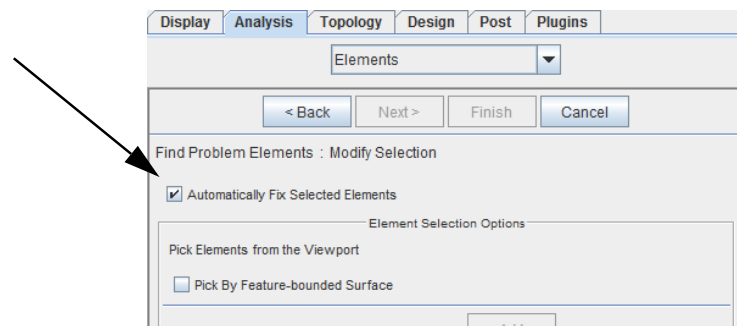 Display Analysis Topology Design Post Plugins
Elements
< Back Next > Finish Cancel
Find Problem Elements : Modify Selection
Automatically Fix Selected Elements
Element Selection Options
Pick Elements from the Viewport
Pick By Feature-bounded Surface